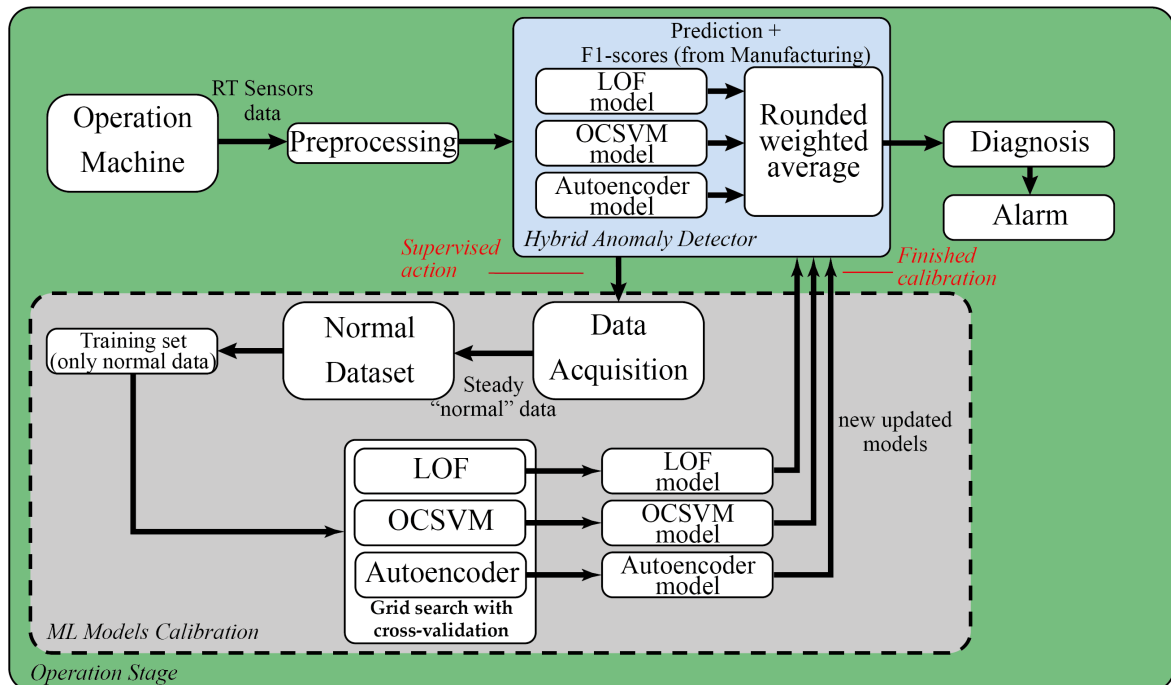 Prediction +
F1-scores (from Manufacturing)
LOF
model
OCSVM
model
Autoencoder
model
Rounded
weighted
average
Hybrid Anomaly Detector
Operation
Machine
RT Sensors
data
Preprocessing
Diagnosis
Alarm
Supervised
action
Finished
calibration
Training set
(only normal data)
Normal
Dataset
Steady
“normal” data
Data
Acquisition
new updated
models
LOF
OCSVM
Autoencoder
Grid search with
cross-validation
LOF
model
OCSVM
model
Autoencoder
model
ML Models Calibration
Operation Stage